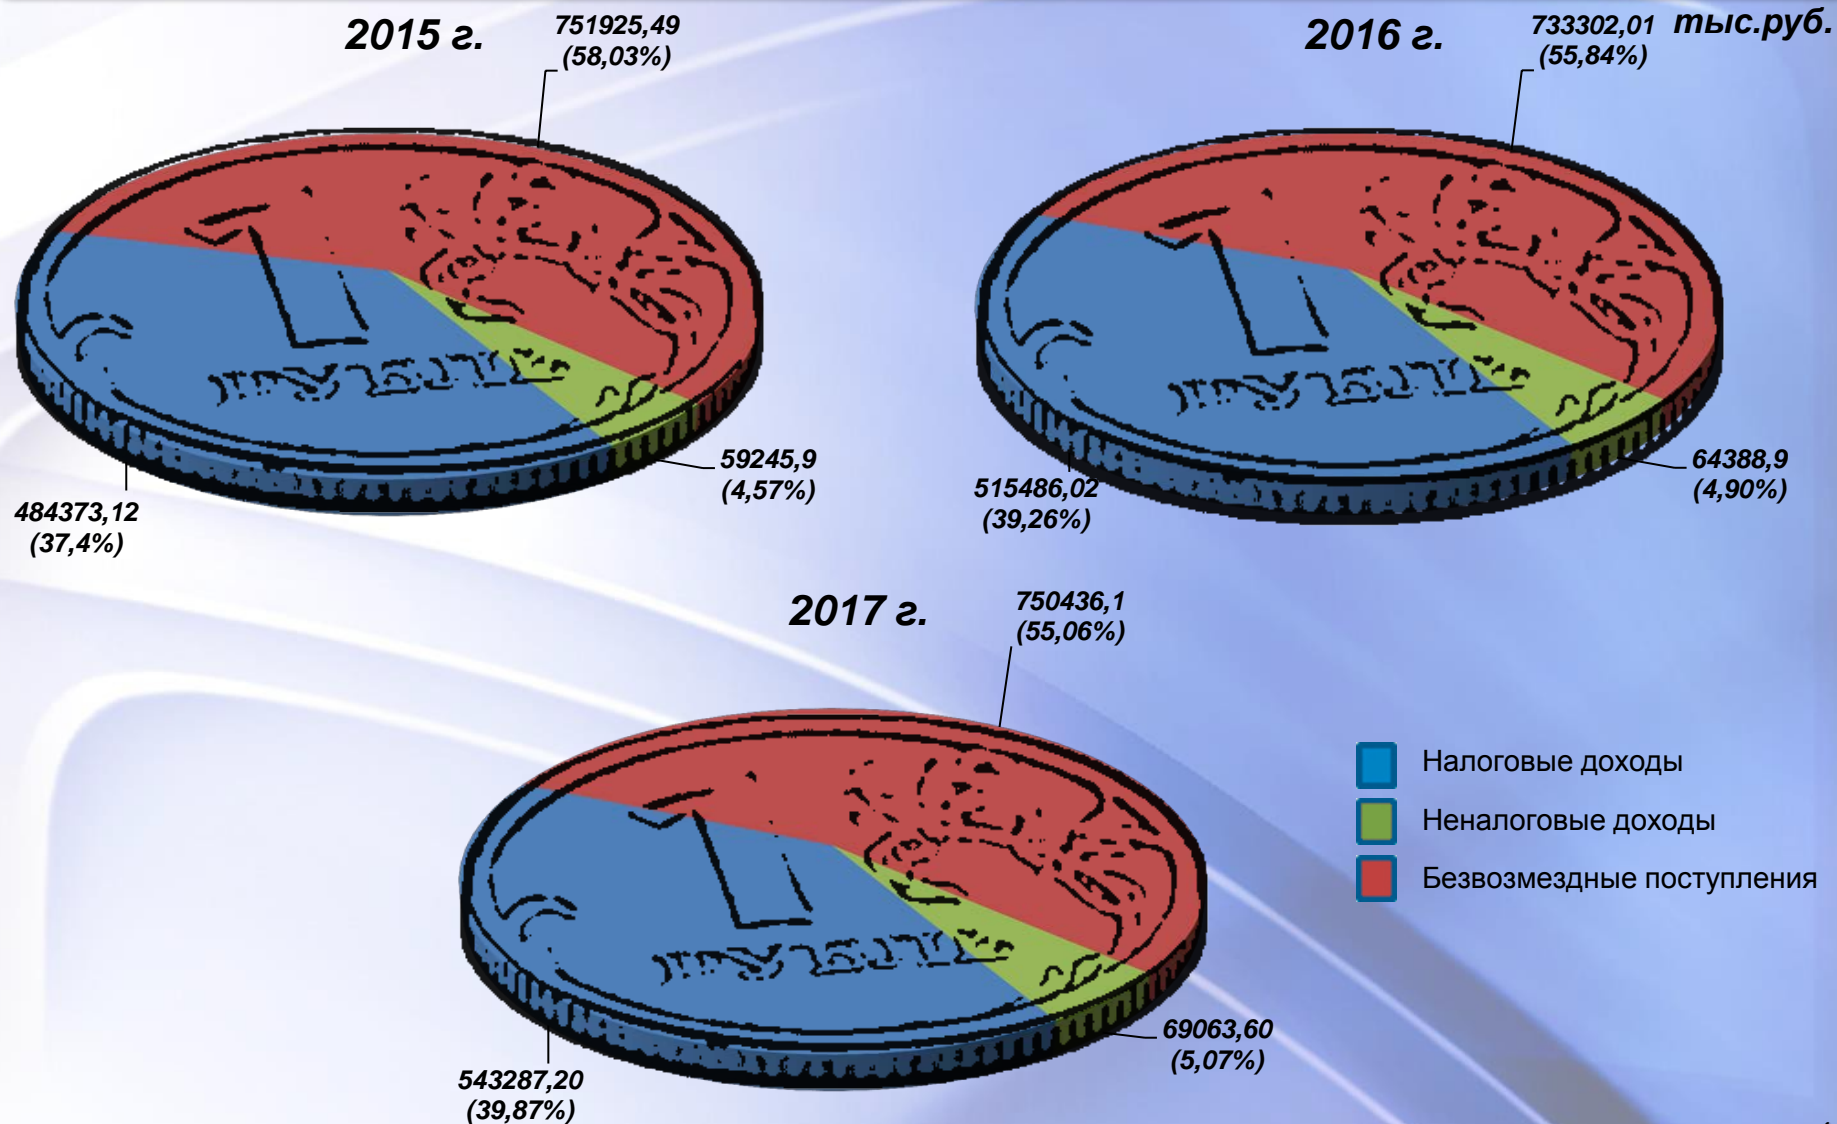 2015 г.
751925,49
(58,03%)
484373,12
(37,4%)
59245,9
(4,57%)
2016 г.
733302,01
(55,84%)
тыс.руб.
515486,02
(39,26%)
64388,9
(4,90%)
2017 г.
750436,1
(55,06%)
543287,20
(39,87%)
69063,60
(5,07%)
Налоговые доходы
Неналоговые доходы
Безвозмездные поступления